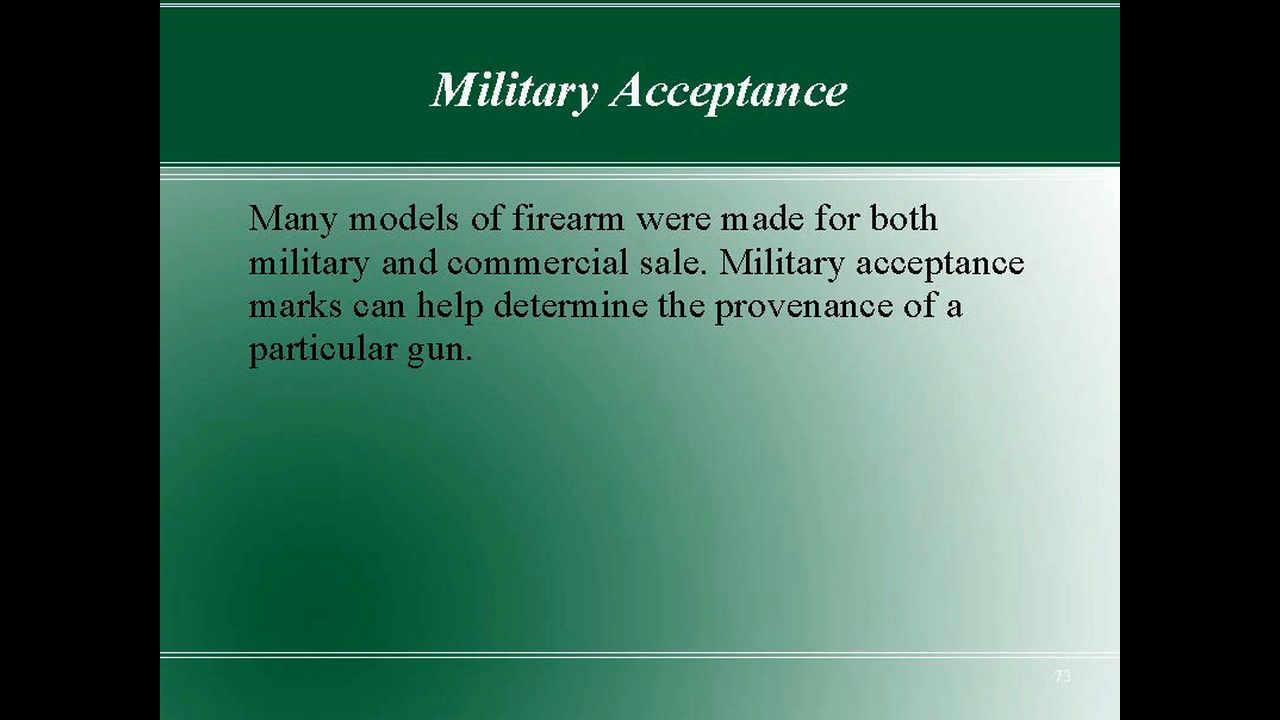 Military Acceptance
Many models of firearm were made for both
military and commercial sale. Military acceptance
marks can help determine the provenance of a
particular gun.
73